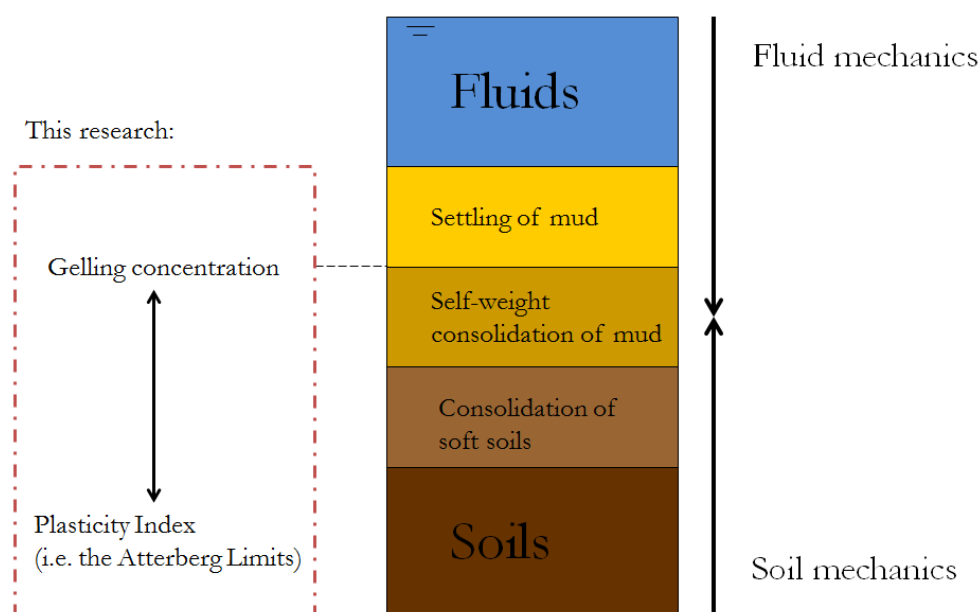 Fluids
Fluid mechanics
This research:
Settling of mud
Gelling concentration
Self-weight
consolidation of mud
Consolidation of
soft soils
Plasticity Index
(i.e. the Atterberg Limits)
Soils
Soil mechanics